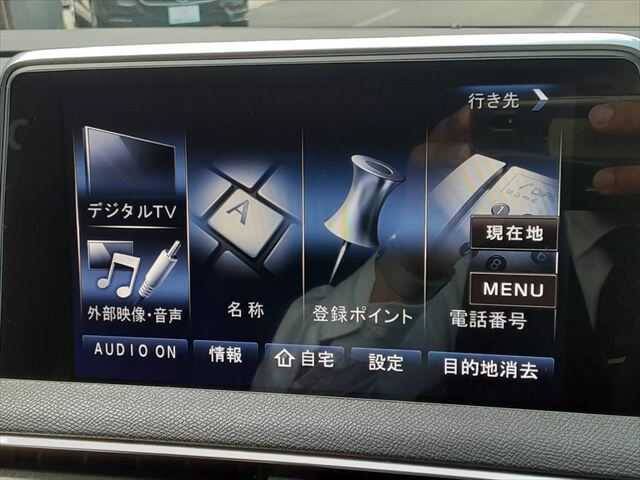 行き先
デジタルTV
外部映像・音声
名称
登録ポイント
電話番号
現在地
MENU
AUDIO ON
情報
自宅
設定
目的地消去
A